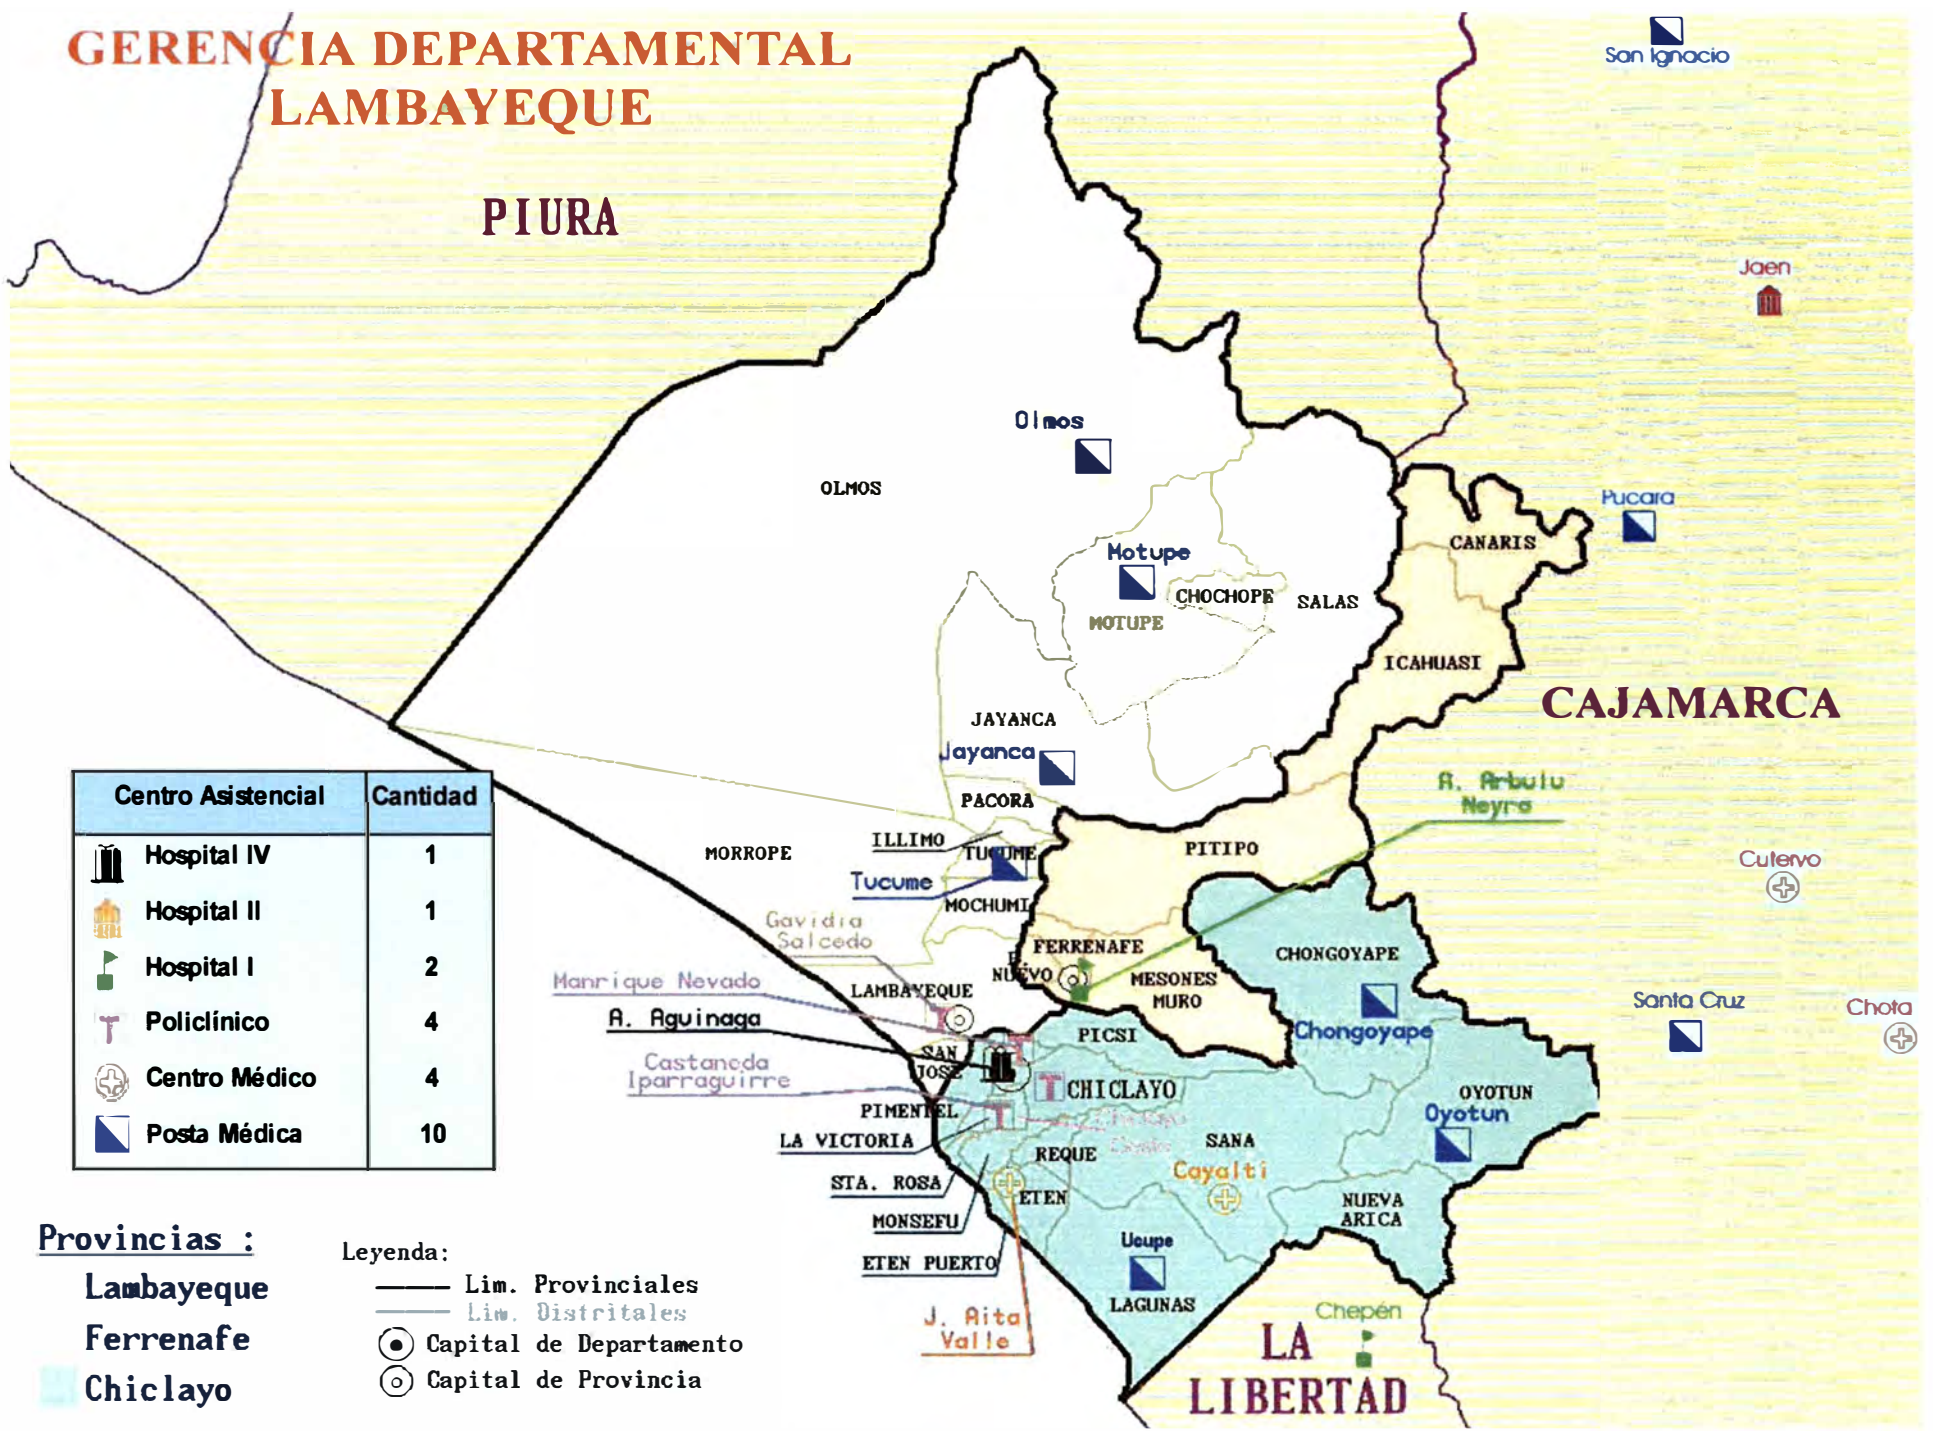 GERENCIA DEPARTAMENTAL
LAMBAYEQUE
PIURA
San Ignacio
Jaen
Olmos
OLMOS
Pucara
CANARIS
Motupe
CHOCHOPE
SALAS
MOTUPE
ICAHUASI
CAJAMARCA
JAYANCA
Jayanca
A. Arbulu
Neyra
PACORA
ILLIMO
TUCUME
MORROPE
PITIPO
Cutervo
Tucume
MOCHUMI
Gavidia
Salcedo
FERRENAFE
CHONGOYAPE
NUEVO
MESONES
MURO
Manrique Nevado
LAMBAYEQUE
Santa Cruz
Chota
A. Aguinaga
PICSI
Chongoyape
SAN
JOSE
Castaneda
Iparraguirre
CHICLAYO
OYOTUN
Oyotun
PIMENTEL
LA VICTORIA
REQUE
SANA
Cayalti
STA. ROSA
ETEN
NUEVA
ARICA
MONSEFU
Ucupe
ETEN PUERTO
LAGUNAS
J. Aita
Valle
Chepén
LA
LIBERTAD
Centro Asistencial Cantidad
Hospital IV 1
Hospital II 1
Hospital I 2
Policlínico 4
Centro Médico 4
Posta Médica 10
Provincias :
Lambayeque
Ferrenafe
Chiclayo
Leyenda:
Lim. Provinciales
Lim. Distritales
Capital de Departamento
Capital de Provincia